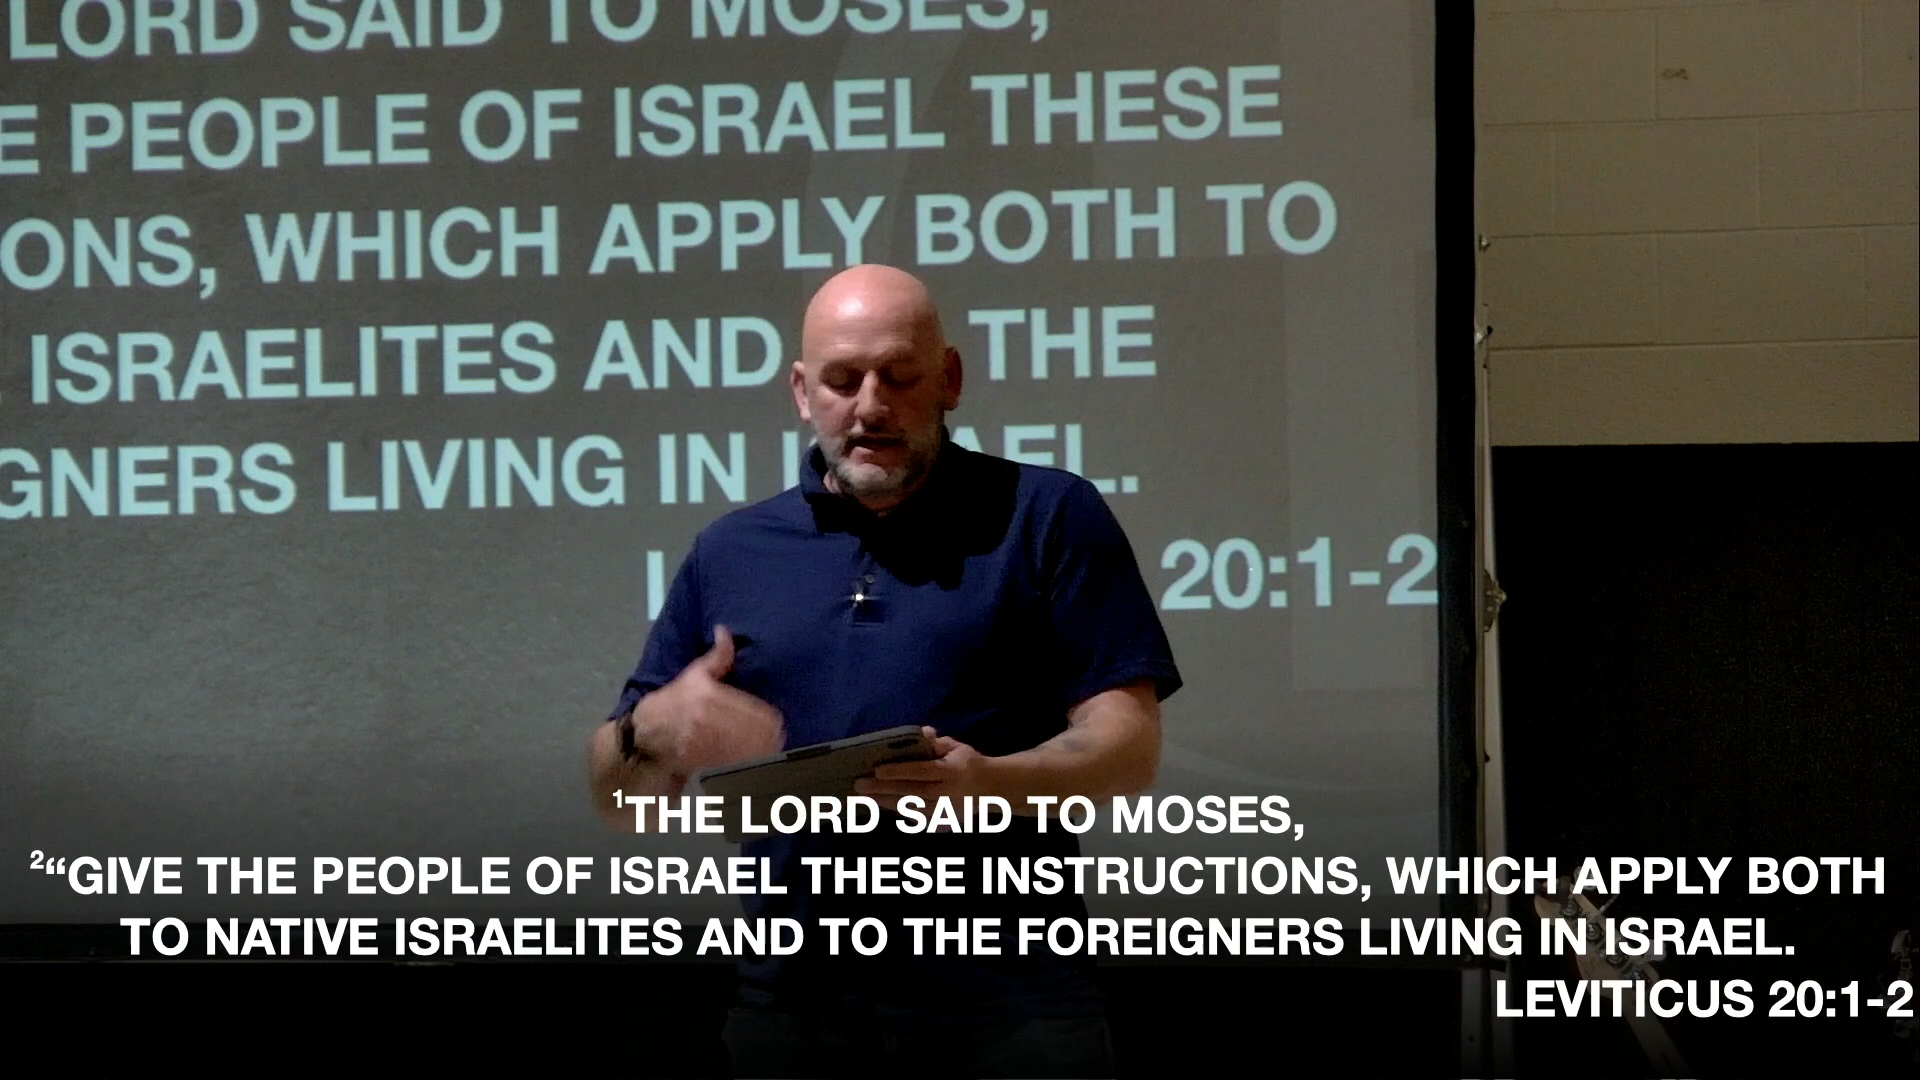 LORD SAID TO MOSES,
E PEOPLE OF ISRAEL THESE
ONS, WHICH APPLY BOTH TO
ISRAELITES AND THE
GNERS LIVING IN I AEL.
L 20:1-2
¹THE LORD SAID TO MOSES,
²“GIVE THE PEOPLE OF ISRAEL THESE INSTRUCTIONS, WHICH APPLY BOTH
TO NATIVE ISRAELITES AND TO THE FOREIGNERS LIVING IN ISRAEL.
LEVITICUS 20:1-2